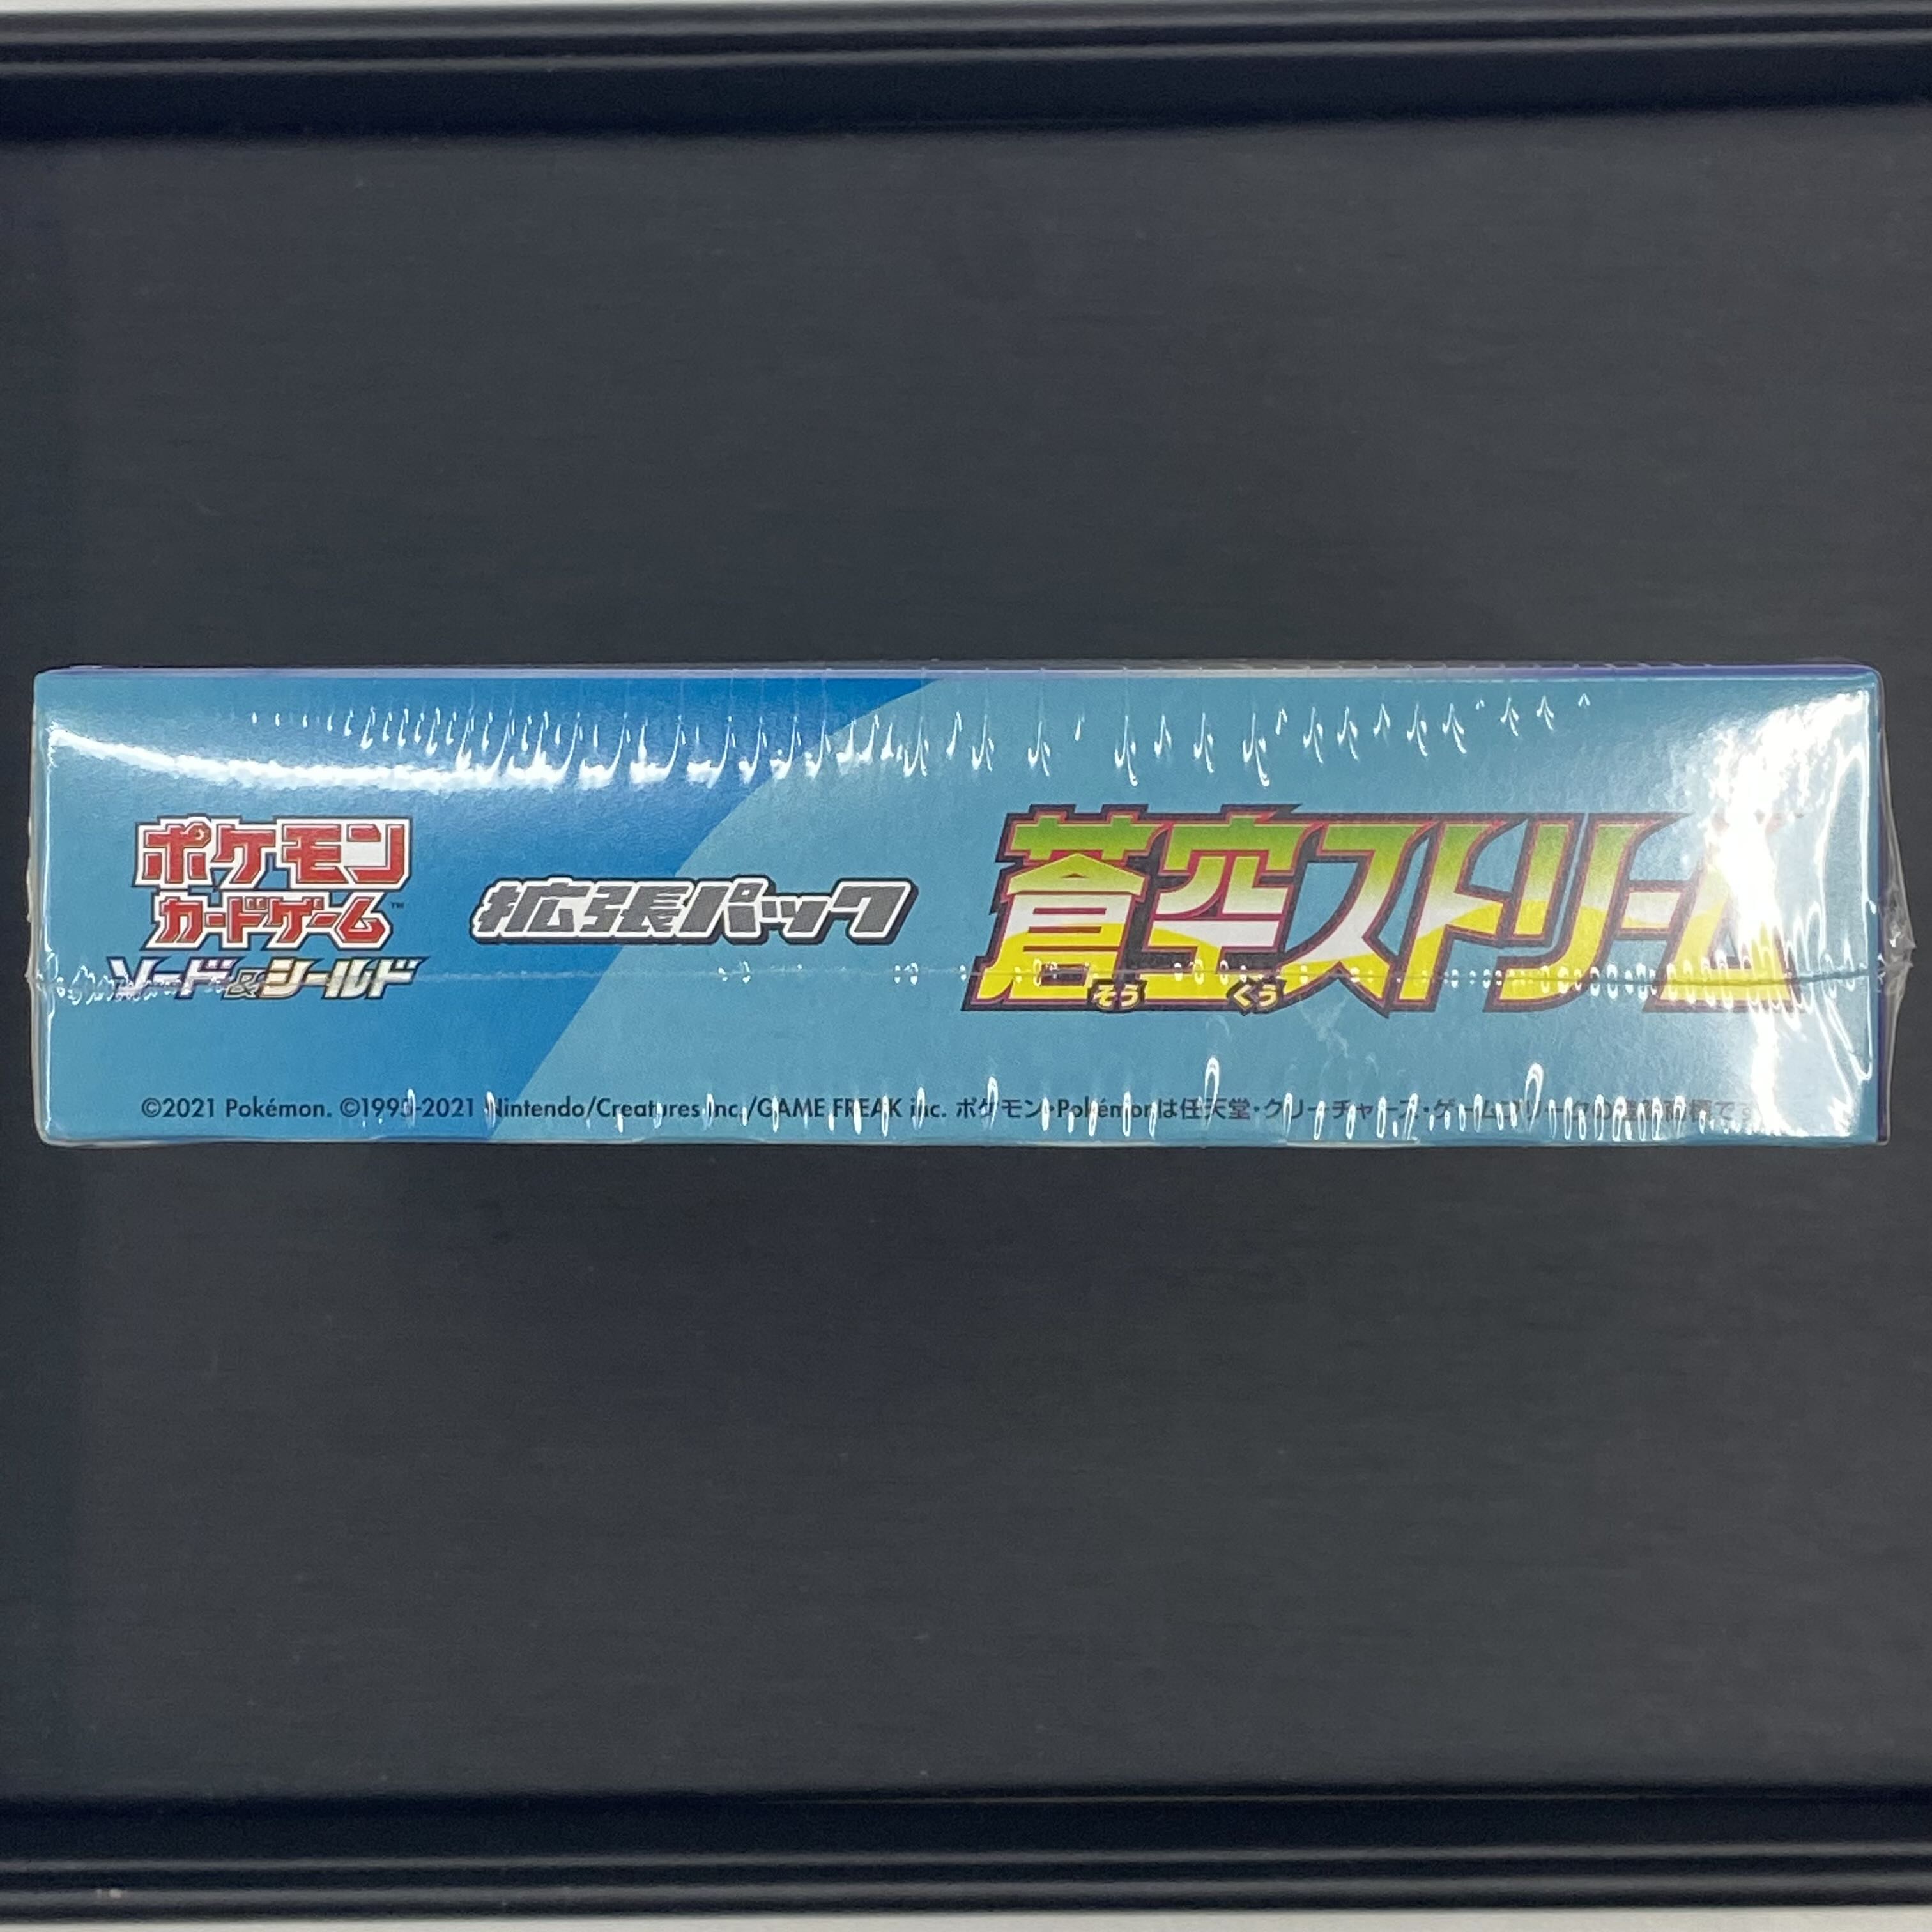 ポケモン
カードゲーム™
ソード&シールド
拡張パック
蒼空ストリーム
そう くう
©2021 Pokémon. ©1995-2021 Nintendo/Creatures Inc./GAME FREAK inc. ポケモン・Pokémonは任天堂・クリーチャーズ・ゲームフリークの登録商標です